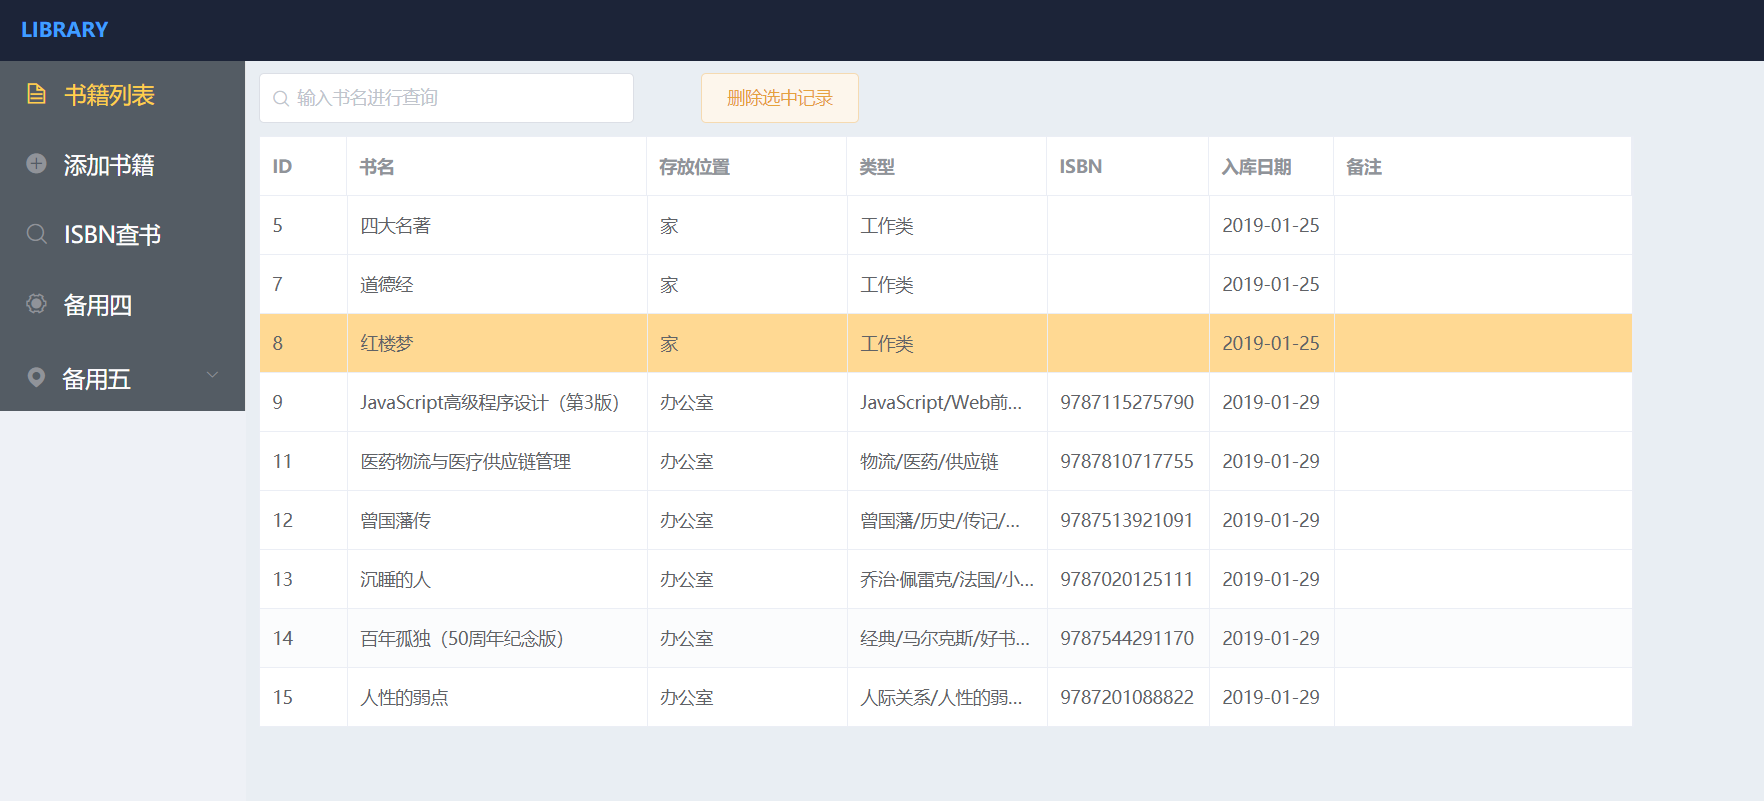 LIBRARY
书籍列表
添加书籍
ISBN查书
备用四
备用五
输入书名进行查询 删除选中记录
ID 书名 存放位置 类型 ISBN 入库日期 备注
5 四大名著 家 工作类 2019-01-25
7 道德经 家 工作类 2019-01-25
8 红楼梦 家 工作类 2019-01-25
9 JavaScript高级程序设计（第3版） 办公室 JavaScript/Web前... 9787115275790 2019-01-29
11 医药物流与医疗供应链管理 办公室 物流/医药/供应链 9787810717755 2019-01-29
12 曾国藩传 办公室 曾国藩/历史/传记/... 9787513921091 2019-01-29
13 沉睡的人 办公室 乔治·佩雷克/法国/小... 9787020125111 2019-01-29
14 百年孤独（50周年纪念版） 办公室 经典/马尔克斯/好书... 9787544291170 2019-01-29
15 人性的弱点 办公室 人际关系/人性的弱... 9787201088822 2019-01-29